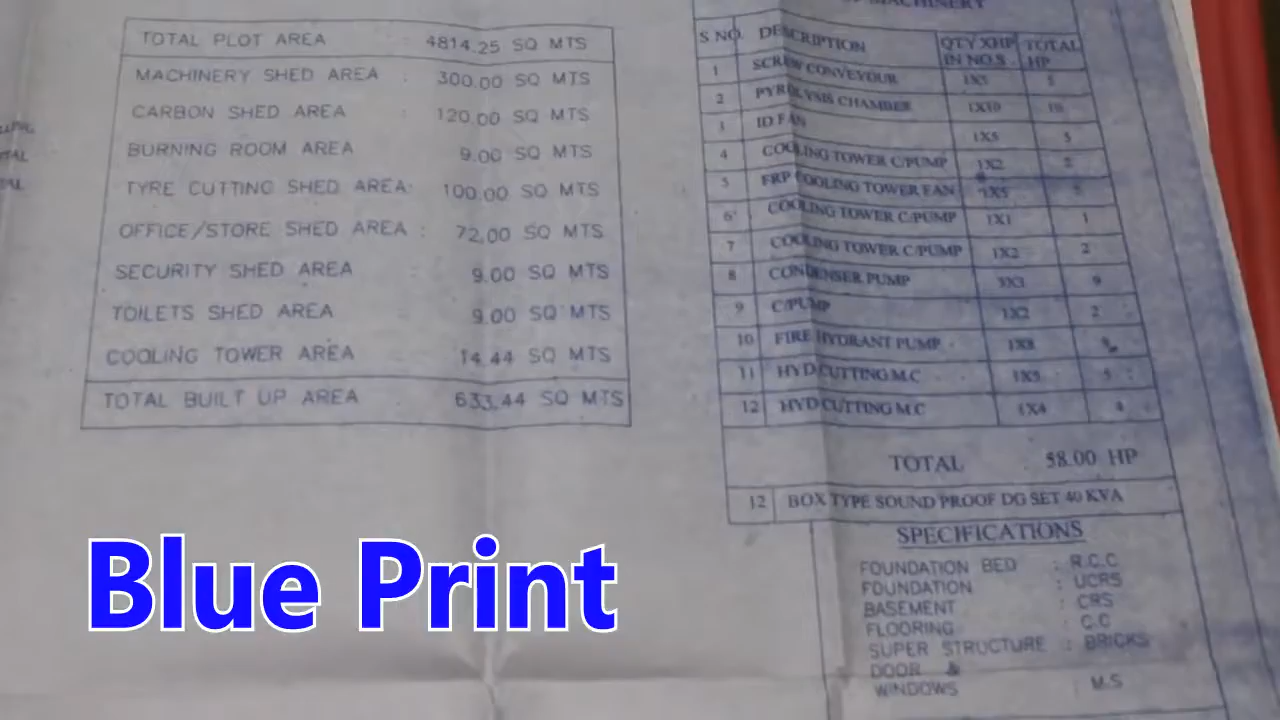 TOTAL PLOT AREA : 4814.25 SQ MTS
MACHINERY SHED AREA : 300.00 SQ MTS
CARBON SHED AREA : 120.00 SQ MTS
BURNING ROOM AREA : 9.00 SQ MTS
TYRE CUTTING SHED AREA: 100.00 SQ MTS
OFFICE/STORE SHED AREA : 72.00 SQ MTS
SECURITY SHED AREA : 9.00 SQ MTS
TOILETS SHED AREA : 9.00 SQ MTS
COOLING TOWER AREA : 14.44 SQ MTS
TOTAL BUILT UP AREA : 633.44 SQ MTS
MACHINERY
S NO. DESCRIPTION QTY XHP IN NO.S TOTAL HP
1 SCREW CONVEYOUR 1X5 5
2 PYROLYSIS CHAMBER 1X10 10
3 ID FAN 1X5 5
4 COOLING TOWER C/PUMP 1X2 2
5 FRP COOLING TOWER FAN 1X5 5
6 COOLING TOWER C/PUMP 1X1 1
7 COOLING TOWER C/PUMP 1X2 2
8 CONDENSER PUMP 3X3 9
9 C/PUMP 1X2 2
10 FIRE HYDRANT PUMP 1X8
11 HYD CUTTING M.C 1X5 5
12 HYD CUTTING M.C 1X4 4
TOTAL 58.00 HP
12 BOX TYPE SOUND PROOF DG SET 40 KVA
SPECIFICATIONS
FOUNDATION BED : R.C.C
FOUNDATION : UCRS
BASEMENT : CRS
FLOORING : C.C
SUPER STRUCTURE : BRICKS
DOOR &
WINDOWS : M.S
Blue Print